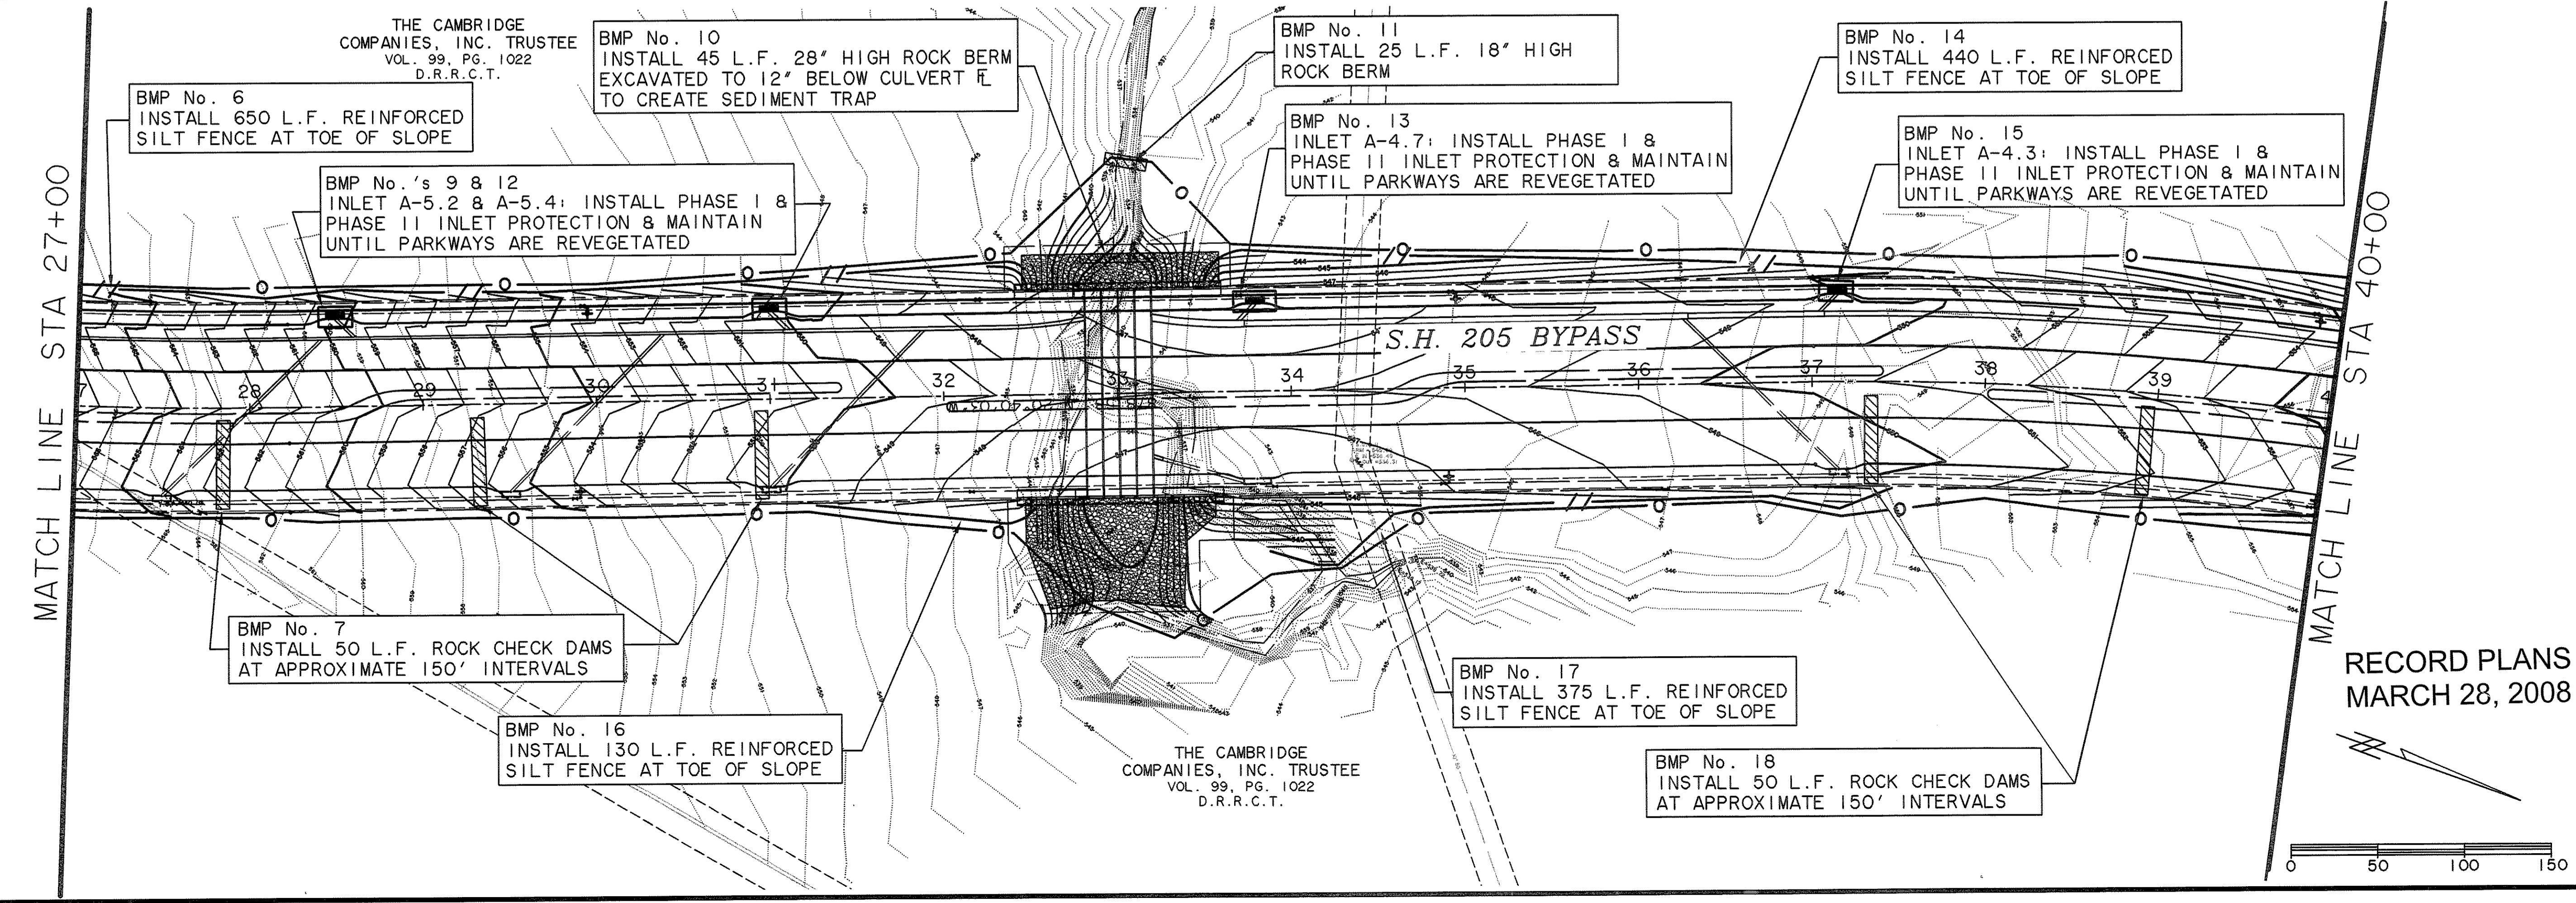 THE CAMBRIDGE
COMPANIES, INC. TRUSTEE
VOL. 99, PG. 1022
D.R.R.C.T.
BMP No. 10
INSTALL 45 L.F. 28" HIGH ROCK BERM
EXCAVATED TO 12" BELOW CULVERT FL
TO CREATE SEDIMENT TRAP
BMP No. 11
INSTALL 25 L.F. 18" HIGH
ROCK BERM
BMP No. 14
INSTALL 440 L.F. REINFORCED
SILT FENCE AT TOE OF SLOPE
BMP No. 6
INSTALL 650 L.F. REINFORCED
SILT FENCE AT TOE OF SLOPE
BMP No. 13
INLET A-4.7: INSTALL PHASE I &
PHASE II INLET PROTECTION & MAINTAIN
UNTIL PARKWAYS ARE REVEGETATED
BMP No. 15
INLET A-4.3: INSTALL PHASE I &
PHASE II INLET PROTECTION & MAINTAIN
UNTIL PARKWAYS ARE REVEGETATED
BMP No.'s 9 & 12
INLET A-5.2 & A-5.4: INSTALL PHASE I &
PHASE II INLET PROTECTION & MAINTAIN
UNTIL PARKWAYS ARE REVEGETATED
MATCH LINE STA 27+00
S.H. 205 BYPASS
28
29
30
31
32
33
34
35
36
37
38
39
MATCH LINE STA 40+00
BMP No. 7
INSTALL 50 L.F. ROCK CHECK DAMS
AT APPROXIMATE 150' INTERVALS
BMP No. 16
INSTALL 130 L.F. REINFORCED
SILT FENCE AT TOE OF SLOPE
THE CAMBRIDGE
COMPANIES, INC. TRUSTEE
VOL. 99, PG. 1022
D.R.R.C.T.
BMP No. 17
INSTALL 375 L.F. REINFORCED
SILT FENCE AT TOE OF SLOPE
BMP No. 18
INSTALL 50 L.F. ROCK CHECK DAMS
AT APPROXIMATE 150' INTERVALS
RECORD PLANS
MARCH 28, 2008
0 50 100 150